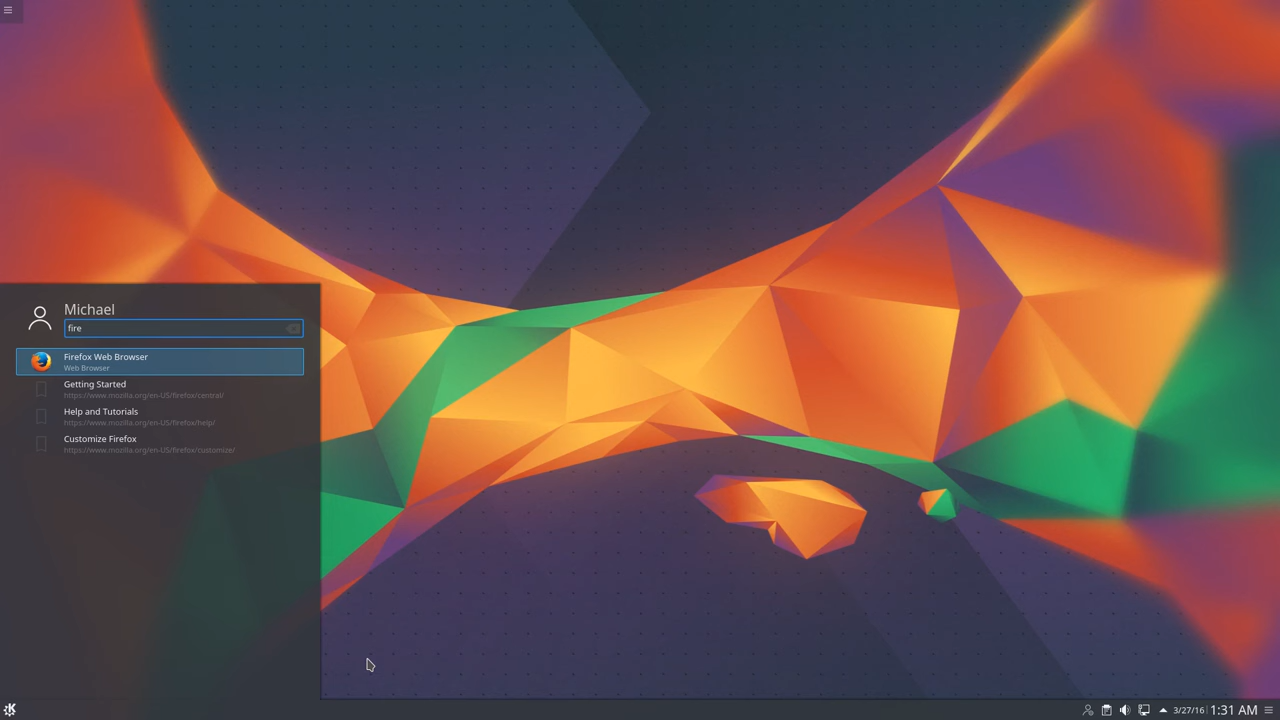 Michael
fire
Firefox Web Browser
Web Browser
Getting Started
https://www.mozilla.org/en-US/firefox/central/
Help and Tutorials
https://www.mozilla.org/en-US/firefox/help/
Customize Firefox
https://www.mozilla.org/en-US/firefox/customize/
3/27/16 1:31 AM